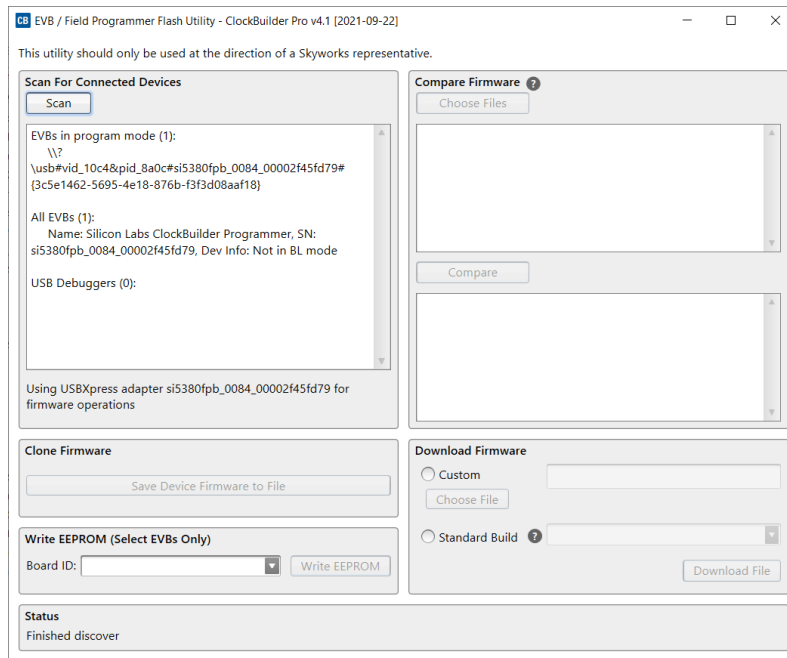 CB EVB / Field Programmer Flash Utility - ClockBuilder Pro v4.1 [2021-09-22]
This utility should only be used at the direction of a Skyworks representative.
Scan For Connected Devices
Scan
EVBs in program mode (1):
\\?
\usb#vid_10c4&pid_8a0c#si5380fpb_0084_00002f45fd79#
{3c5e1462-5695-4e18-876b-f3f3d08aaf18}
All EVBs (1):
Name: Silicon Labs ClockBuilder Programmer, SN:
si5380fpb_0084_00002f45fd79, Dev Info: Not in BL mode
USB Debuggers (0):
Using USBXpress adapter si5380fpb_0084_00002f45fd79 for
firmware operations
Compare Firmware ?
Choose Files
Compare
Clone Firmware
Save Device Firmware to File
Write EEPROM (Select EVBs Only)
Board ID:
Write EEPROM
Download Firmware
Custom
Choose File
Standard Build ?
Download File
Status
Finished discover